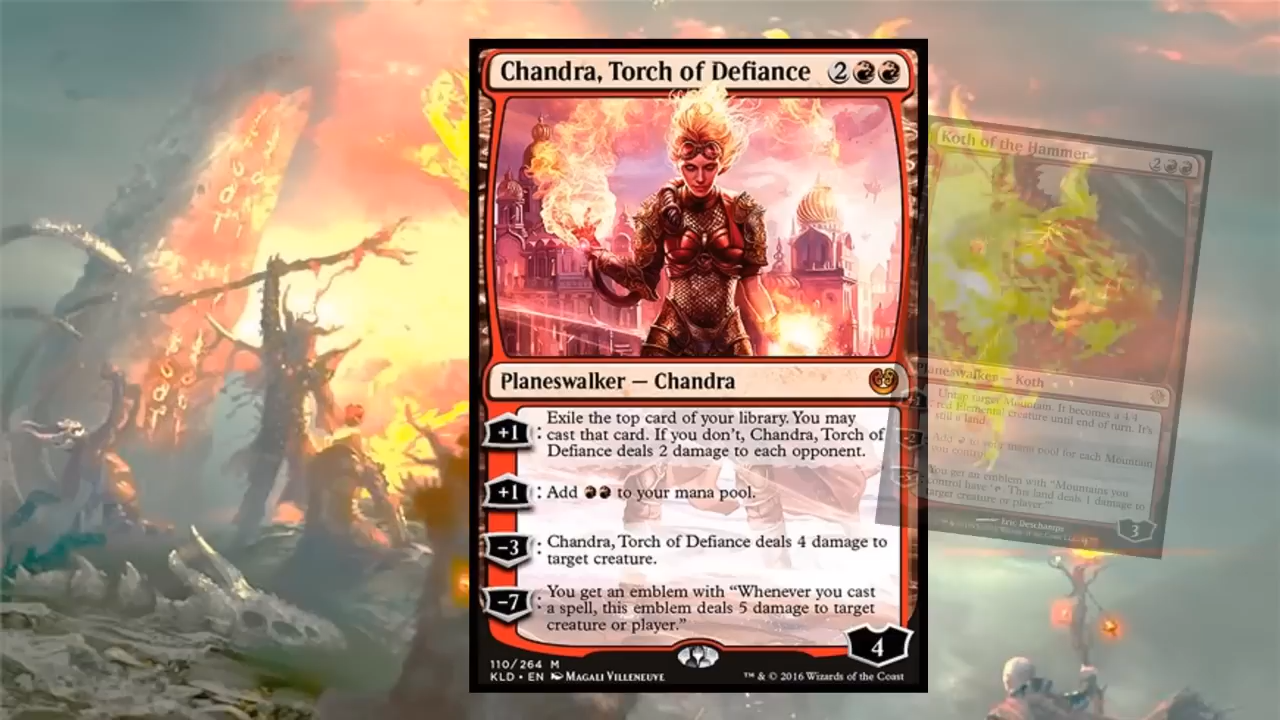 Chandra, Torch of Defiance 2
Planeswalker — Chandra
+1 : Exile the top card of your library. You may
cast that card. If you don't, Chandra, Torch of
Defiance deals 2 damage to each opponent.
+1 : Add to your mana pool.
−3 : Chandra, Torch of Defiance deals 4 damage to
target creature.
−7 : You get an emblem with “Whenever you cast
a spell, this emblem deals 5 damage to target
creature or player.”
4
110/264 M
KLD • EN Magali Villeneuve
™ & © 2016 Wizards of the Coast
Koth of the Hammer 2
Planeswalker — Koth
Untap target Mountain. It becomes a 4/4
red Elemental creature until end of turn. It's
still a land.
-2
Add to your mana pool for each Mountain
you control.
You get an emblem with “Mountains you
control have ‘ : This land deals 1 damage to
target creature or player.’”
Eric Deschamps
3